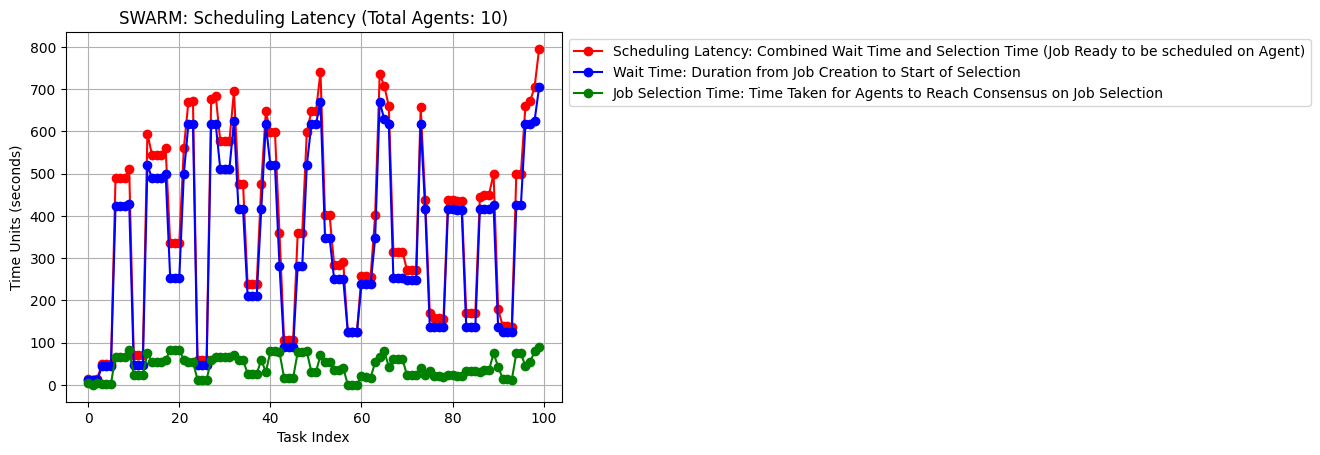 SWARM: Scheduling Latency (Total Agents: 10)
Scheduling Latency: Combined Wait Time and Selection Time (Job Ready to be scheduled on Agent)
Wait Time: Duration from Job Creation to Start of Selection
Job Selection Time: Time Taken for Agents to Reach Consensus on Job Selection
Time Units (seconds)
800
700
600
500
400
300
200
100
0
0 20 40 60 80 100
Task Index